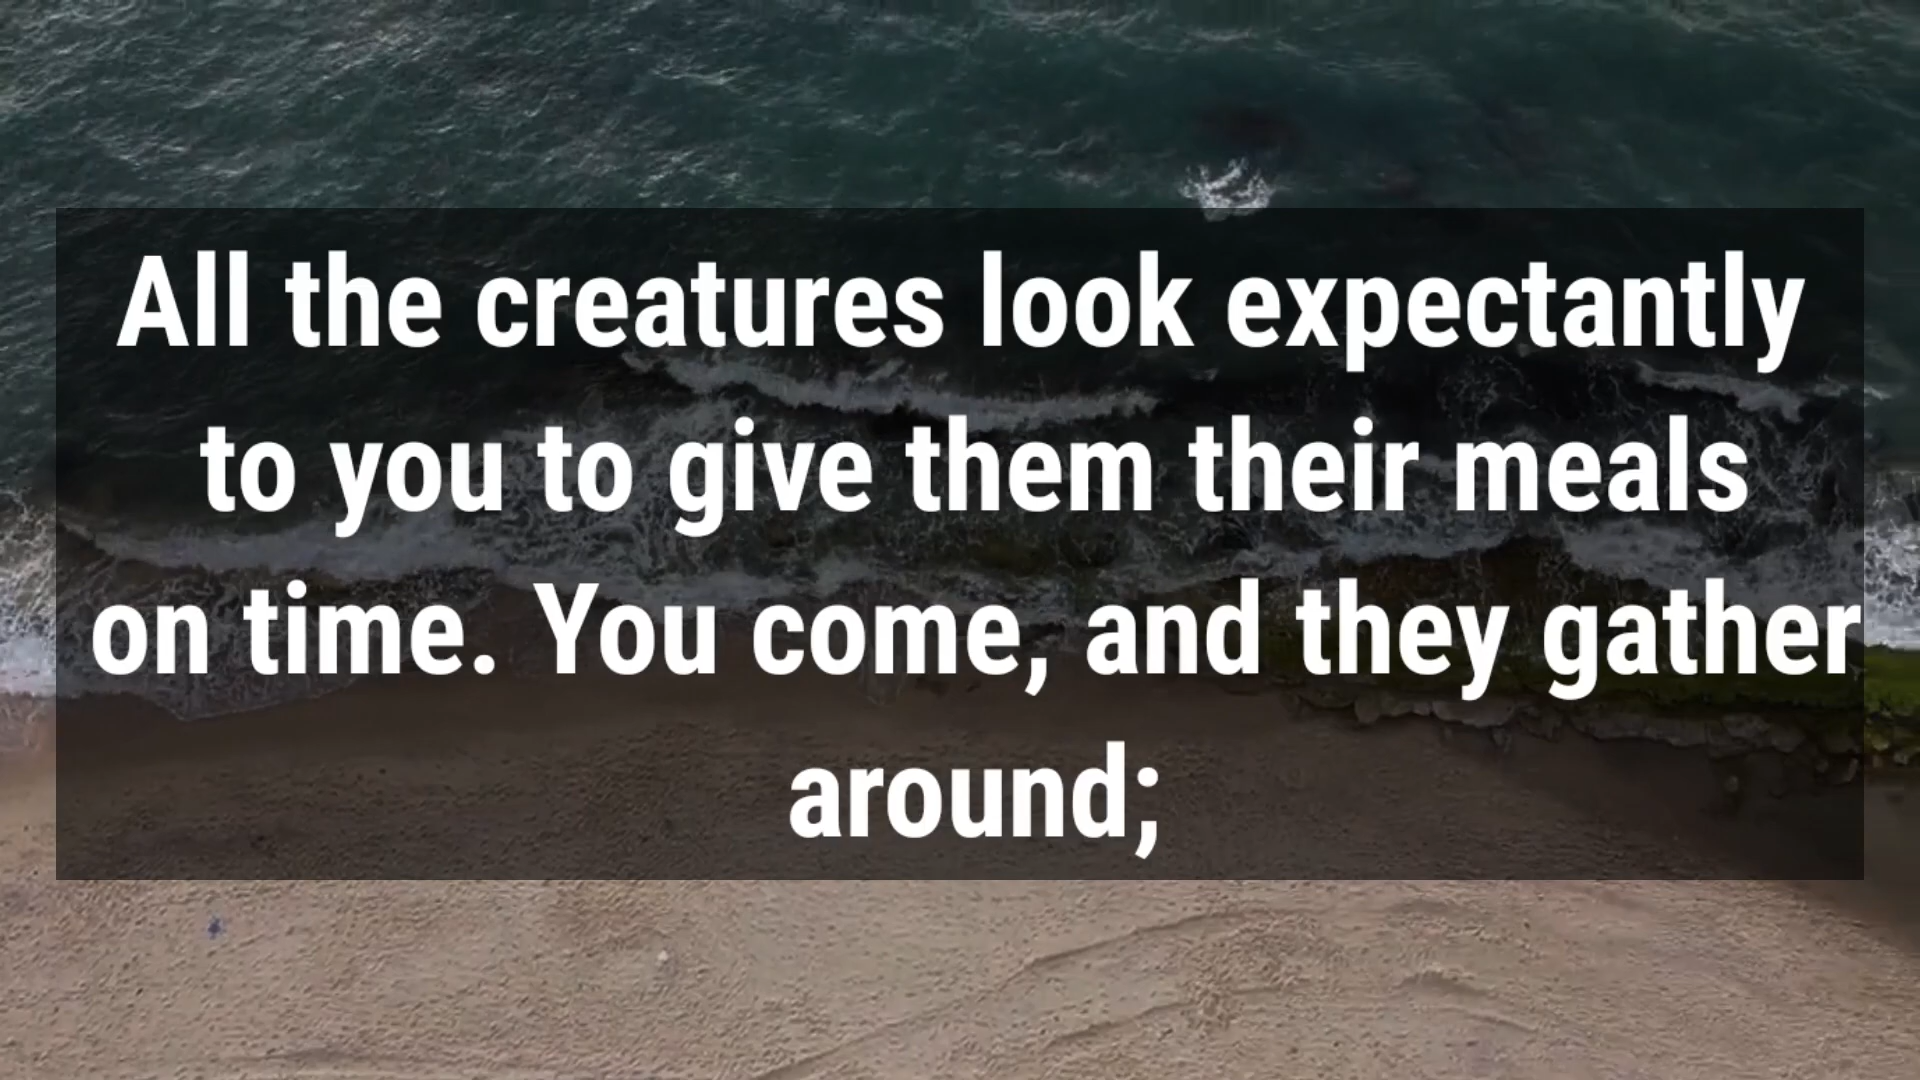 All the creatures look expectantly
to you to give them their meals
on time. You come, and they gather
around;